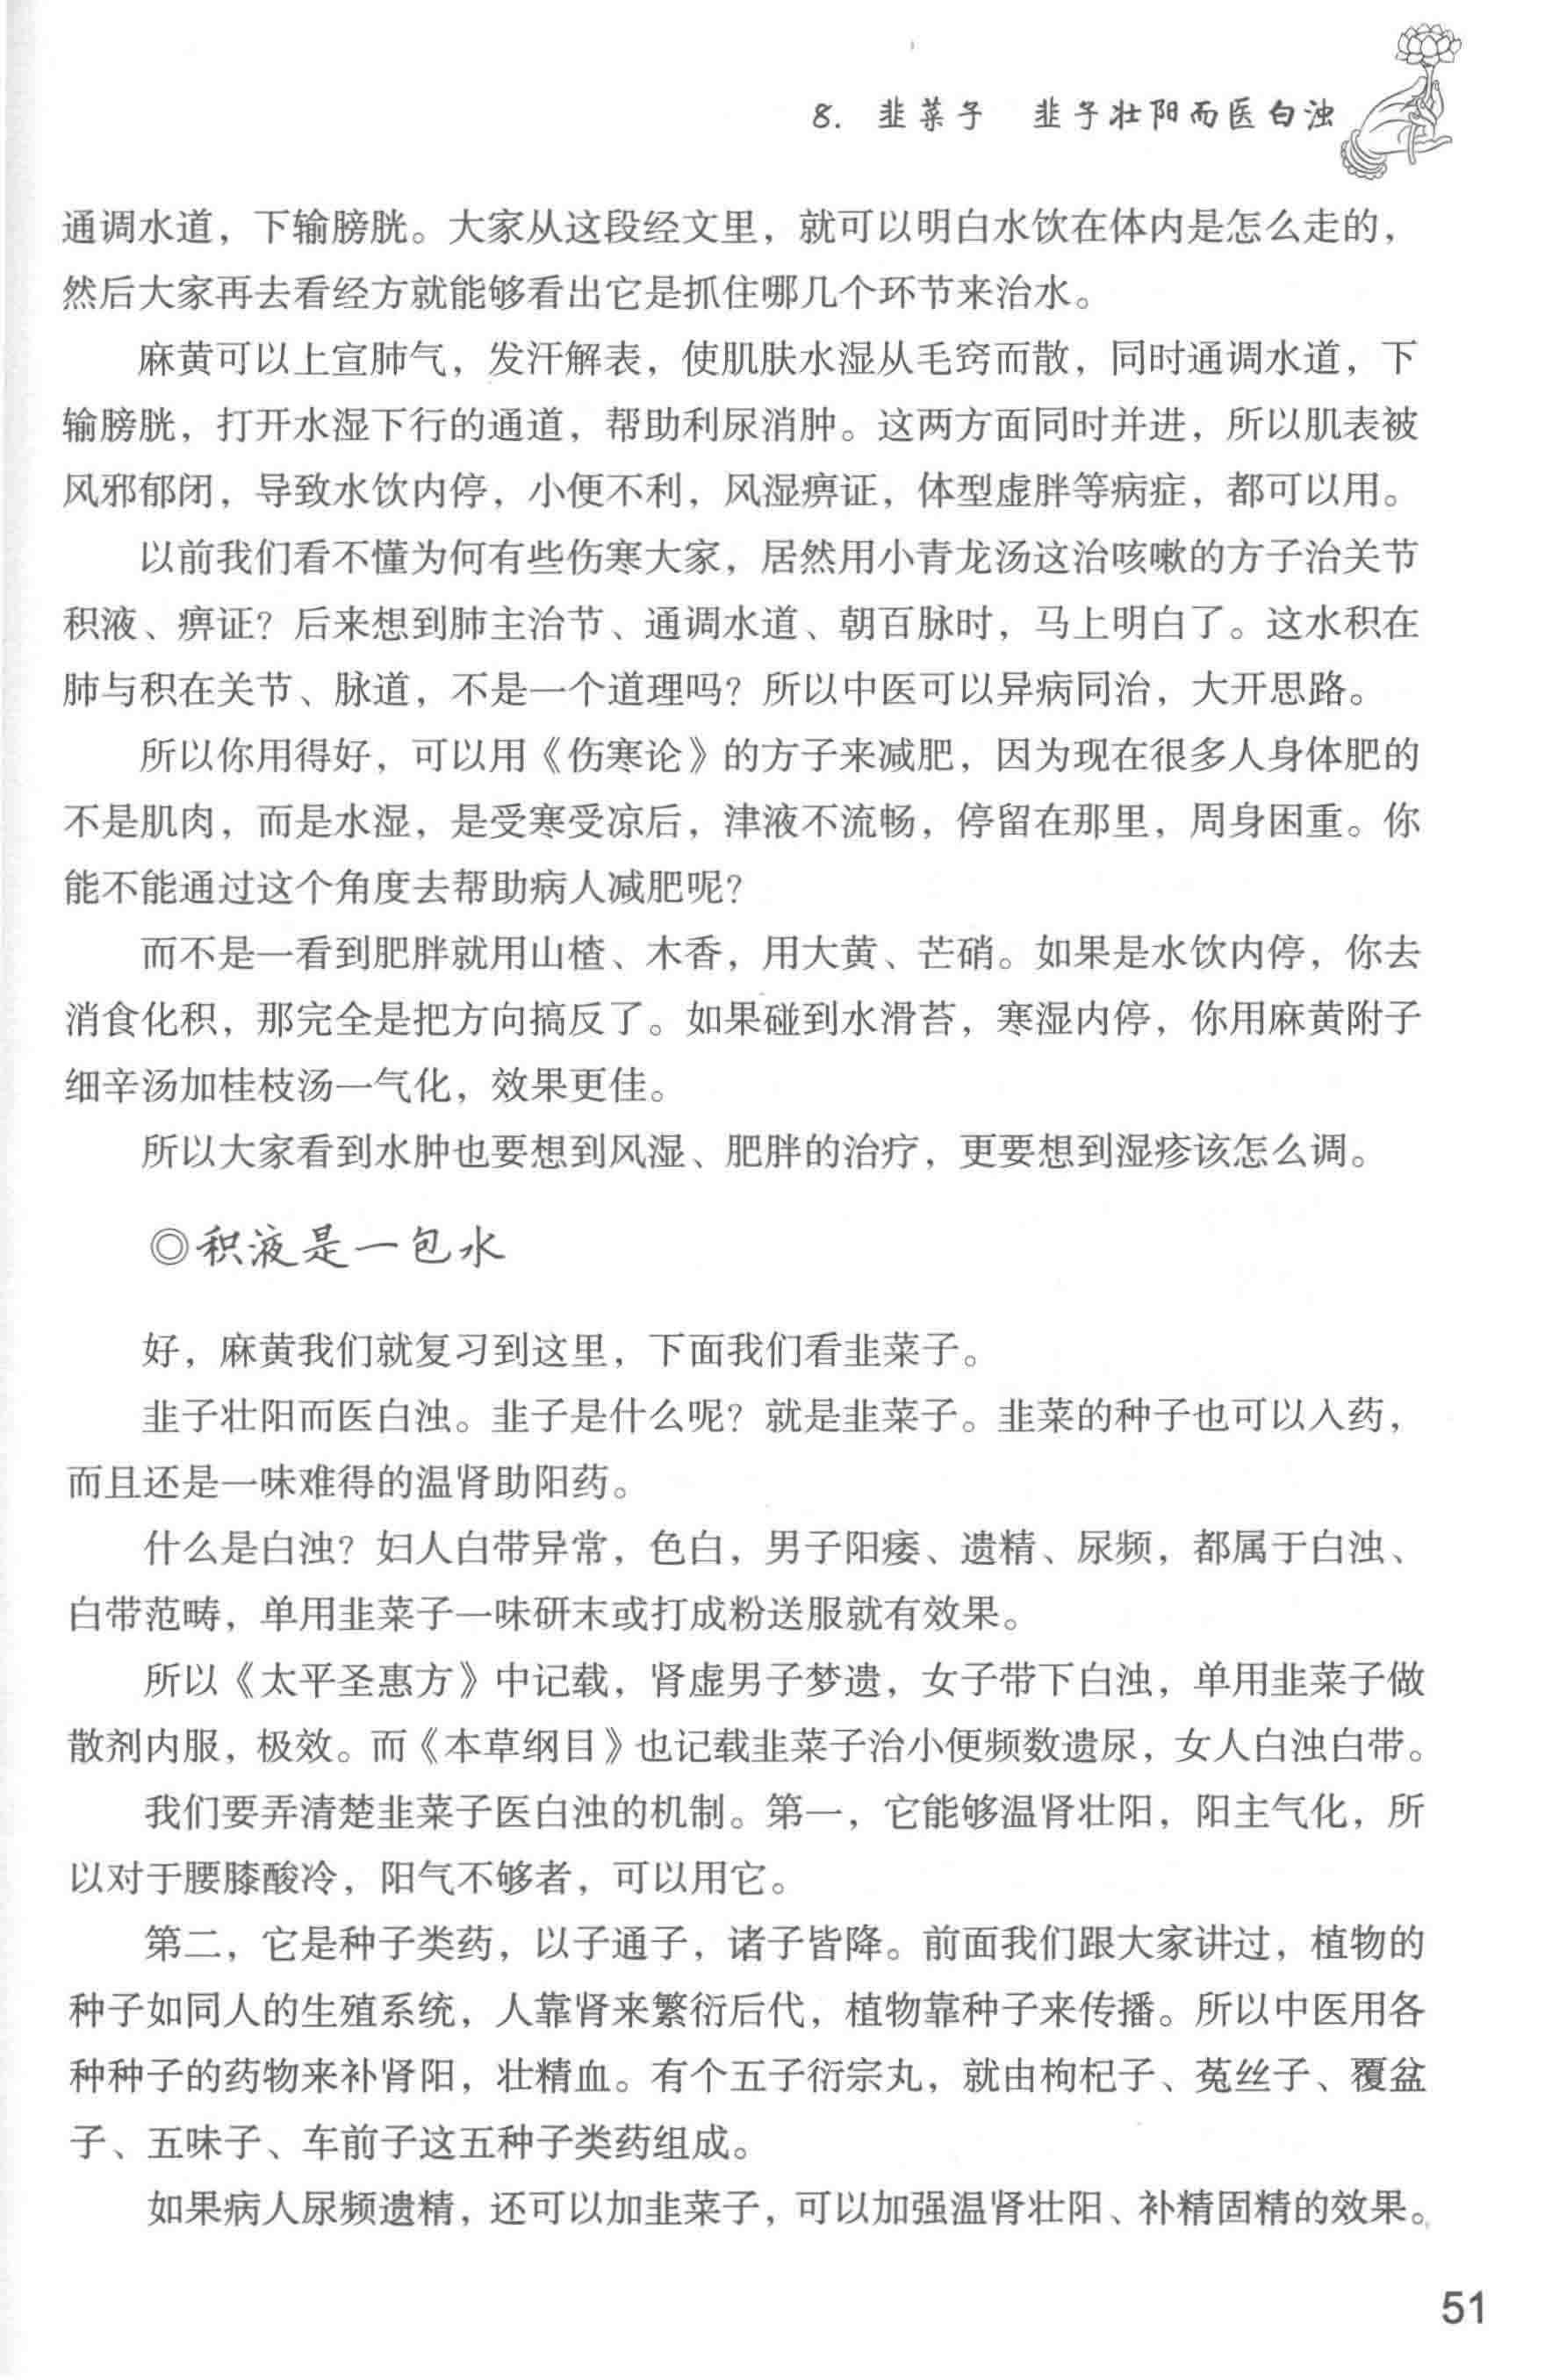 8. 韭菜子 韭子壮阳而医白浊
通调水道，下输膀胱。大家从这段经文里，就可以明白水饮在体内是怎么走的，
然后大家再去看经方就能够看出它是抓住哪几个环节来治水。
麻黄可以上宣肺气，发汗解表，使肌肤水湿从毛窍而散，同时通调水道，下
输膀胱，打开水湿下行的通道，帮助利尿消肿。这两方面同时并进，所以肌表被
风邪郁闭，导致水饮内停，小便不利，风湿痹证，体型虚胖等病症，都可以用。
以前我们看不懂为何有些伤寒大家，居然用小青龙汤这治咳嗽的方子治关节
积液、痹证？后来想到肺主治节、通调水道、朝百脉时，马上明白了。这水积在
肺与积在关节、脉道，不是一个道理吗？所以中医可以异病同治，大开思路。
所以你用得好，可以用《伤寒论》的方子来减肥，因为现在很多人身体肥的
不是肌肉，而是水湿，是受寒受凉后，津液不流畅，停留在那里，周身困重。你
能不能通过这个角度去帮助病人减肥呢？
而不是一看到肥胖就用山楂、木香，用大黄、芒硝。如果是水饮内停，你去
消食化积，那完全是把方向搞反了。如果碰到水滑苔，寒湿内停，你用麻黄附子
细辛汤加桂枝汤一气化，效果更佳。
所以大家看到水肿也要想到风湿、肥胖的治疗，更要想到湿疹该怎么调。
◎积液是一包水
好，麻黄我们就复习到这里，下面我们看韭菜子。
韭子壮阳而医白浊。韭子是什么呢？就是韭菜子。韭菜的种子也可以入药，
而且还是一味难得的温肾助阳药。
什么是白浊？妇人白带异常，色白，男子阳痿、遗精、尿频，都属于白浊、
白带范畴，单用韭菜子一味研末或打成粉送服就有效果。
所以《太平圣惠方》中记载，肾虚男子梦遗，女子带下白浊，单用韭菜子做
散剂内服，极效。而《本草纲目》也记载韭菜子治小便频数遗尿，女人白浊白带。
我们要弄清楚韭菜子医白浊的机制。第一，它能够温肾壮阳，阳主气化，所
以对于腰膝酸冷，阳气不够者，可以用它。
第二，它是种子类药，以子通子，诸子皆降。前面我们跟大家讲过，植物的
种子如同人的生殖系统，人靠肾来繁衍后代，植物靠种子来传播。所以中医用各
种种子的药物来补肾阳，壮精血。有个五子衍宗丸，就由枸杞子、菟丝子、覆盆
子、五味子、车前子这五种子类药组成。
如果病人尿频遗精，还可以加韭菜子，可以加强温肾壮阳、补精固精的效果。
51